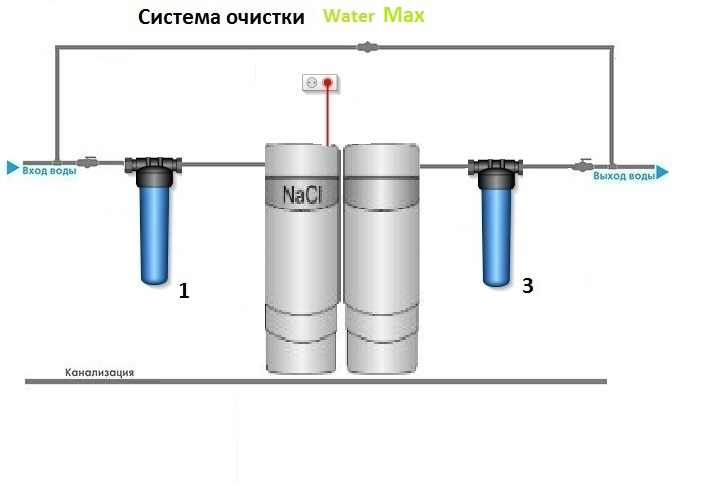 Система очистки Water Max
Вход воды
Выход воды
NaCl
1
3
Канализация